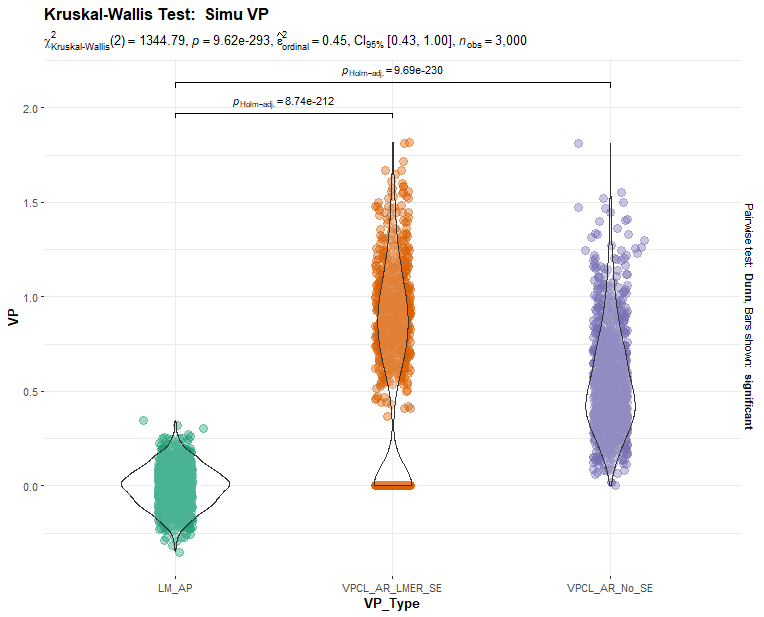 Kruskal-Wallis Test:  Simu VP
χ²Kruskal-Wallis(2) = 1344.79, p = 9.62e-293, ε̂²ordinal = 0.45, CI95% [0.43, 1.00], nobs = 3,000
pHolm-adj. = 9.69e-230
pHolm-adj. = 8.74e-212
2.0
1.5
1.0
0.5
0.0
VP
LM_AP
VPCL_AR_LMER_SE
VPCL_AR_No_SE
VP_Type
Pairwise test: Dunn, Bars shown: significant